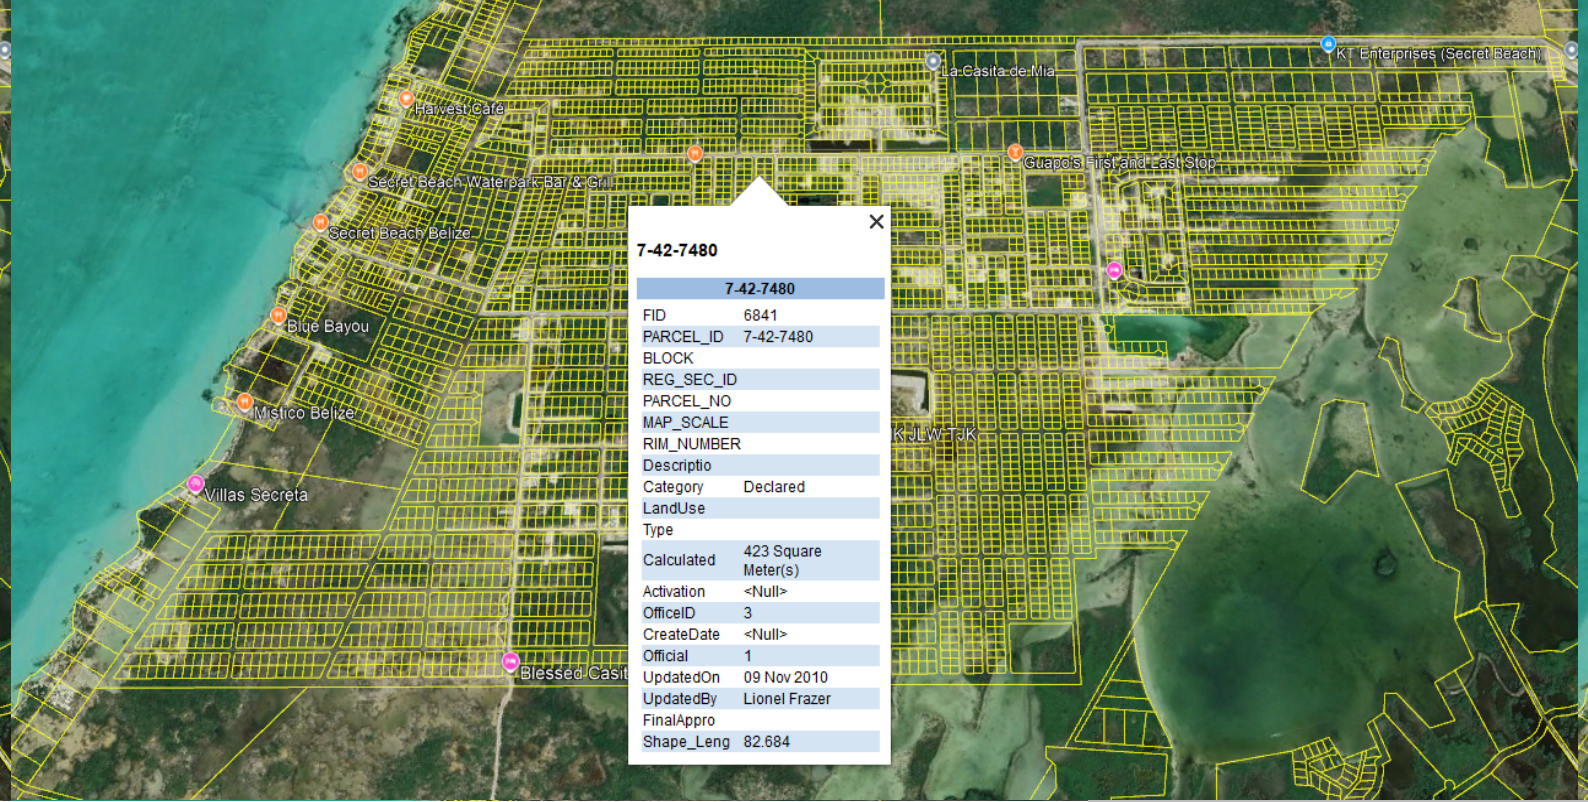 KT Enterprises (Secret Beach)
La Casita de Mia
Harvest Café
Guapo's First and Last Stop
Secret Beach Waterpark Bar & Grill
Secret Beach Belize
Blue Bayou
Mistico Belize
K JLW TJK
Villas Secreta
Blessed Casit
7-42-7480
7-42-7480
FID 6841
PARCEL_ID 7-42-7480
BLOCK
REG_SEC_ID
PARCEL_NO
MAP_SCALE
RIM_NUMBER
Descriptio
Category Declared
LandUse
Type
Calculated 423 Square
Meter(s)
Activation <Null>
OfficeID 3
CreateDate <Null>
Official 1
UpdatedOn 09 Nov 2010
UpdatedBy Lionel Frazer
FinalAppro
Shape_Leng 82.684